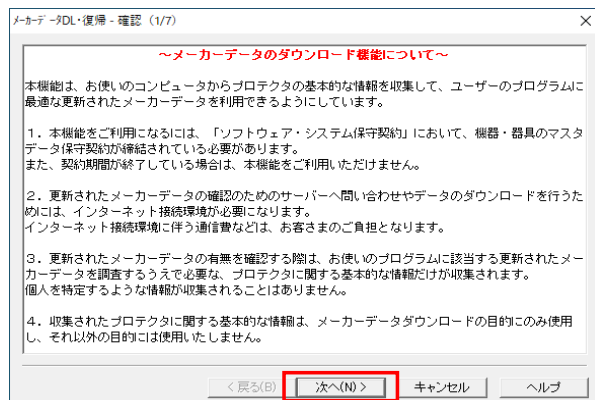 メーカーデータDL・復帰 - 確認 (1/7)
～メーカーデータのダウンロード機能について～
本機能は、お使いのコンピュータからプロテクタの基本的な情報を収集して、ユーザーのプログラムに
最適な更新されたメーカーデータを利用できるようにしています。
１．本機能をご利用になるには、「ソフトウェア・システム保守契約」において、機器・器具のマスタ
データ保守契約が締結されている必要があります。
また、契約期間が終了している場合は、本機能をご利用いただけません。
２．更新されたメーカーデータの確認のためのサーバーへ問い合わせやデータのダウンロードを行うた
めには、インターネット接続環境が必要になります。
インターネット接続環境に伴う通信費などは、お客さまのご負担となります。
３．更新されたメーカーデータの有無を確認する際は、お使いのプログラムに該当する更新されたメー
カーデータを調査するうえで必要な、プロテクタに関する基本的な情報だけが収集されます。
個人を特定するような情報が収集されることはありません。
４．収集されたプロテクタに関する基本的な情報は、メーカーデータダウンロードの目的にのみ使用
し、それ以外の目的には使用いたしません。
< 戻る(B) 次へ(N) > キャンセル ヘルプ